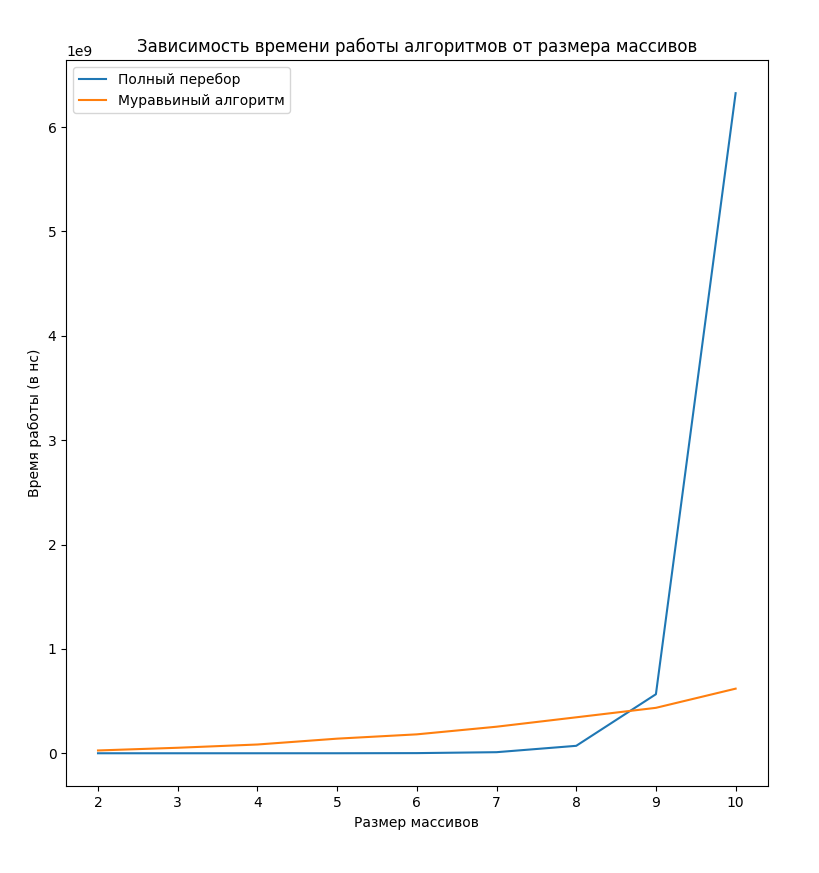 Зависимость времени работы алгоритмов от размера массивов
1e9
Полный перебор
Муравьиный алгоритм
6
5
4
3
2
1
0
Время работы (в нс)
2 3 4 5 6 7 8 9 10
Размер массивов